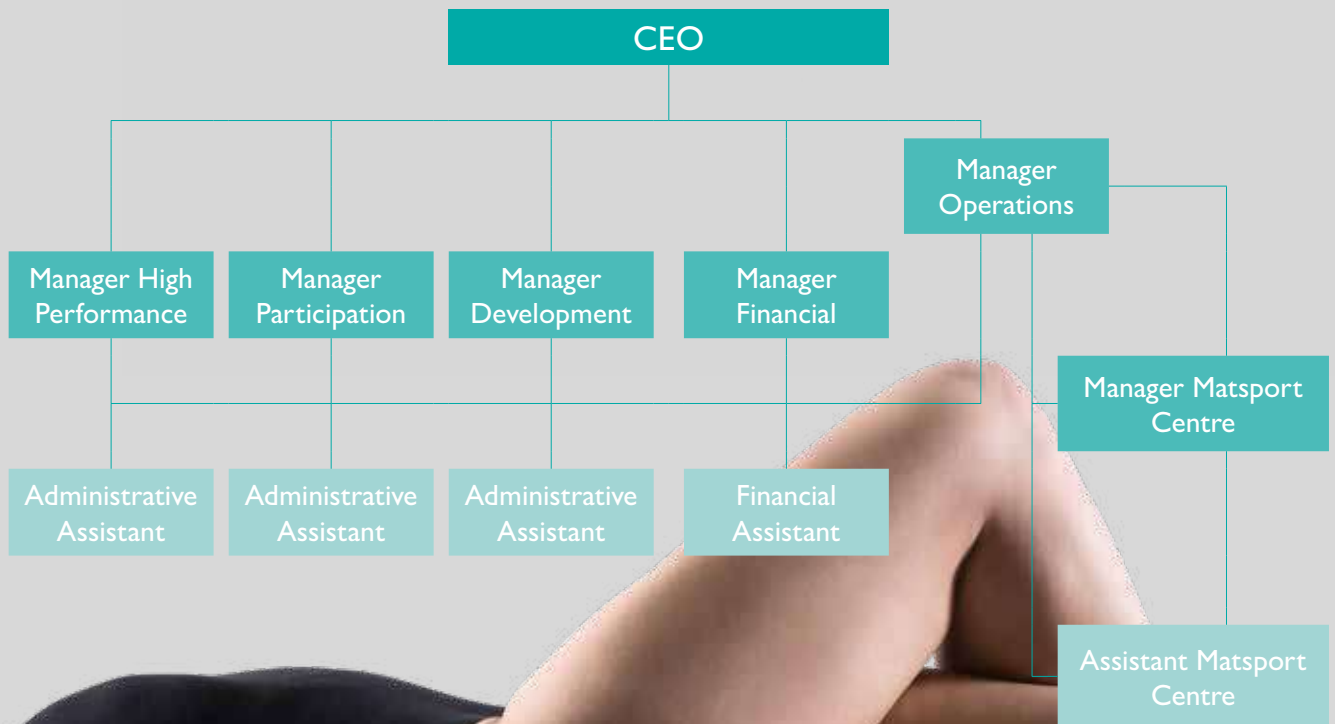 CEO
Manager
Operations
Manager High
Performance
Manager
Participation
Manager
Development
Manager
Financial
Manager Matsport
Centre
Administrative
Assistant
Administrative
Assistant
Administrative
Assistant
Financial
Assistant
Assistant Matsport
Centre